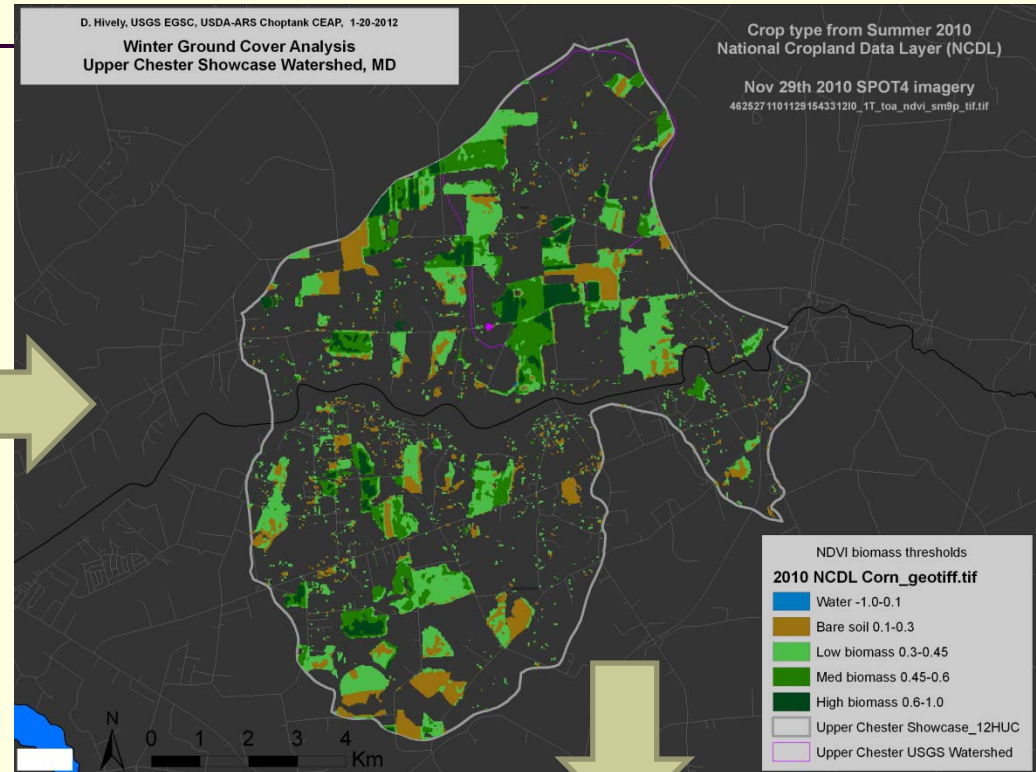 D. Hively, USGS EGSC, USDA-ARS Choptank CEAP, 1-20-2012
Winter Ground Cover Analysis
Upper Chester Showcase Watershed, MD
Crop type from Summer 2010
National Cropland Data Layer (NCDL)
Nov 29th 2010 SPOT4 imagery
NDVI biomass thresholds
2010 NCDL Corn_geotiff.tif
Water -1.0-0.1
Bare soil 0.1-0.3
Low biomass 0.3-0.45
Med biomass 0.45-0.6
High biomass 0.6-1.0
Upper Chester Showcase_12HUC
Upper Chester USGS Watershed
N
0 1 2 3 4
Km